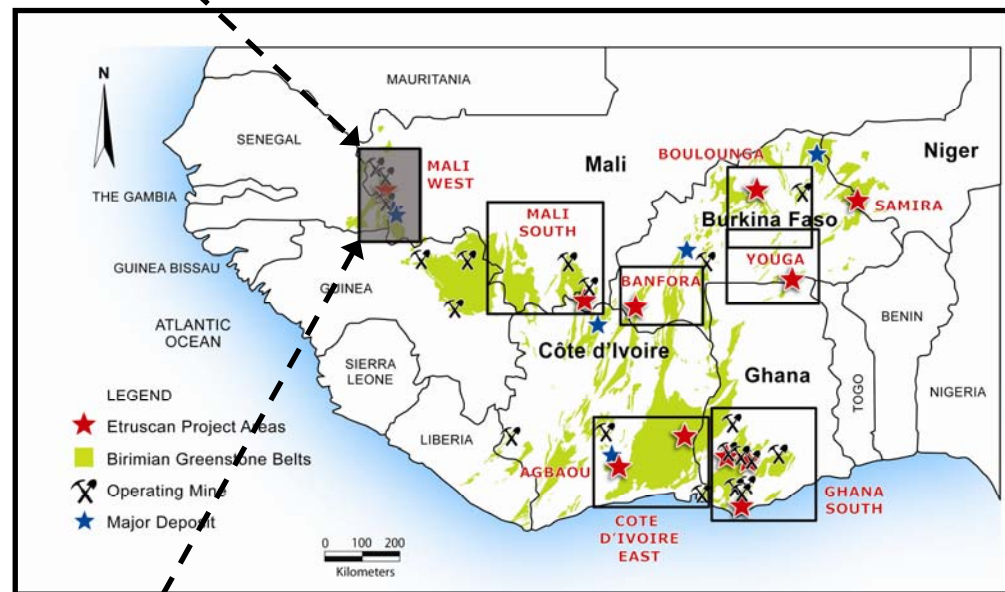 N
MAURITANIA
SENEGAL
THE GAMBIA
GUINEA BISSAU
GUINEA
ATLANTIC
OCEAN
SIERRA
LEONE
LIBERIA
MALI
WEST
Mali
MALI
SOUTH
BOULOUNGA
Niger
SAMIRA
Burkina Faso
YOUGA
BANFORA
BENIN
Côte d'Ivoire
Ghana
TOGO
NIGERIA
AGBAOU
COTE
D'IVOIRE
EAST
GHANA
SOUTH
LEGEND
Etruscan Project Areas
Birimian Greenstone Belts
Operating Mine
Major Deposit
0 100 200
Kilometers